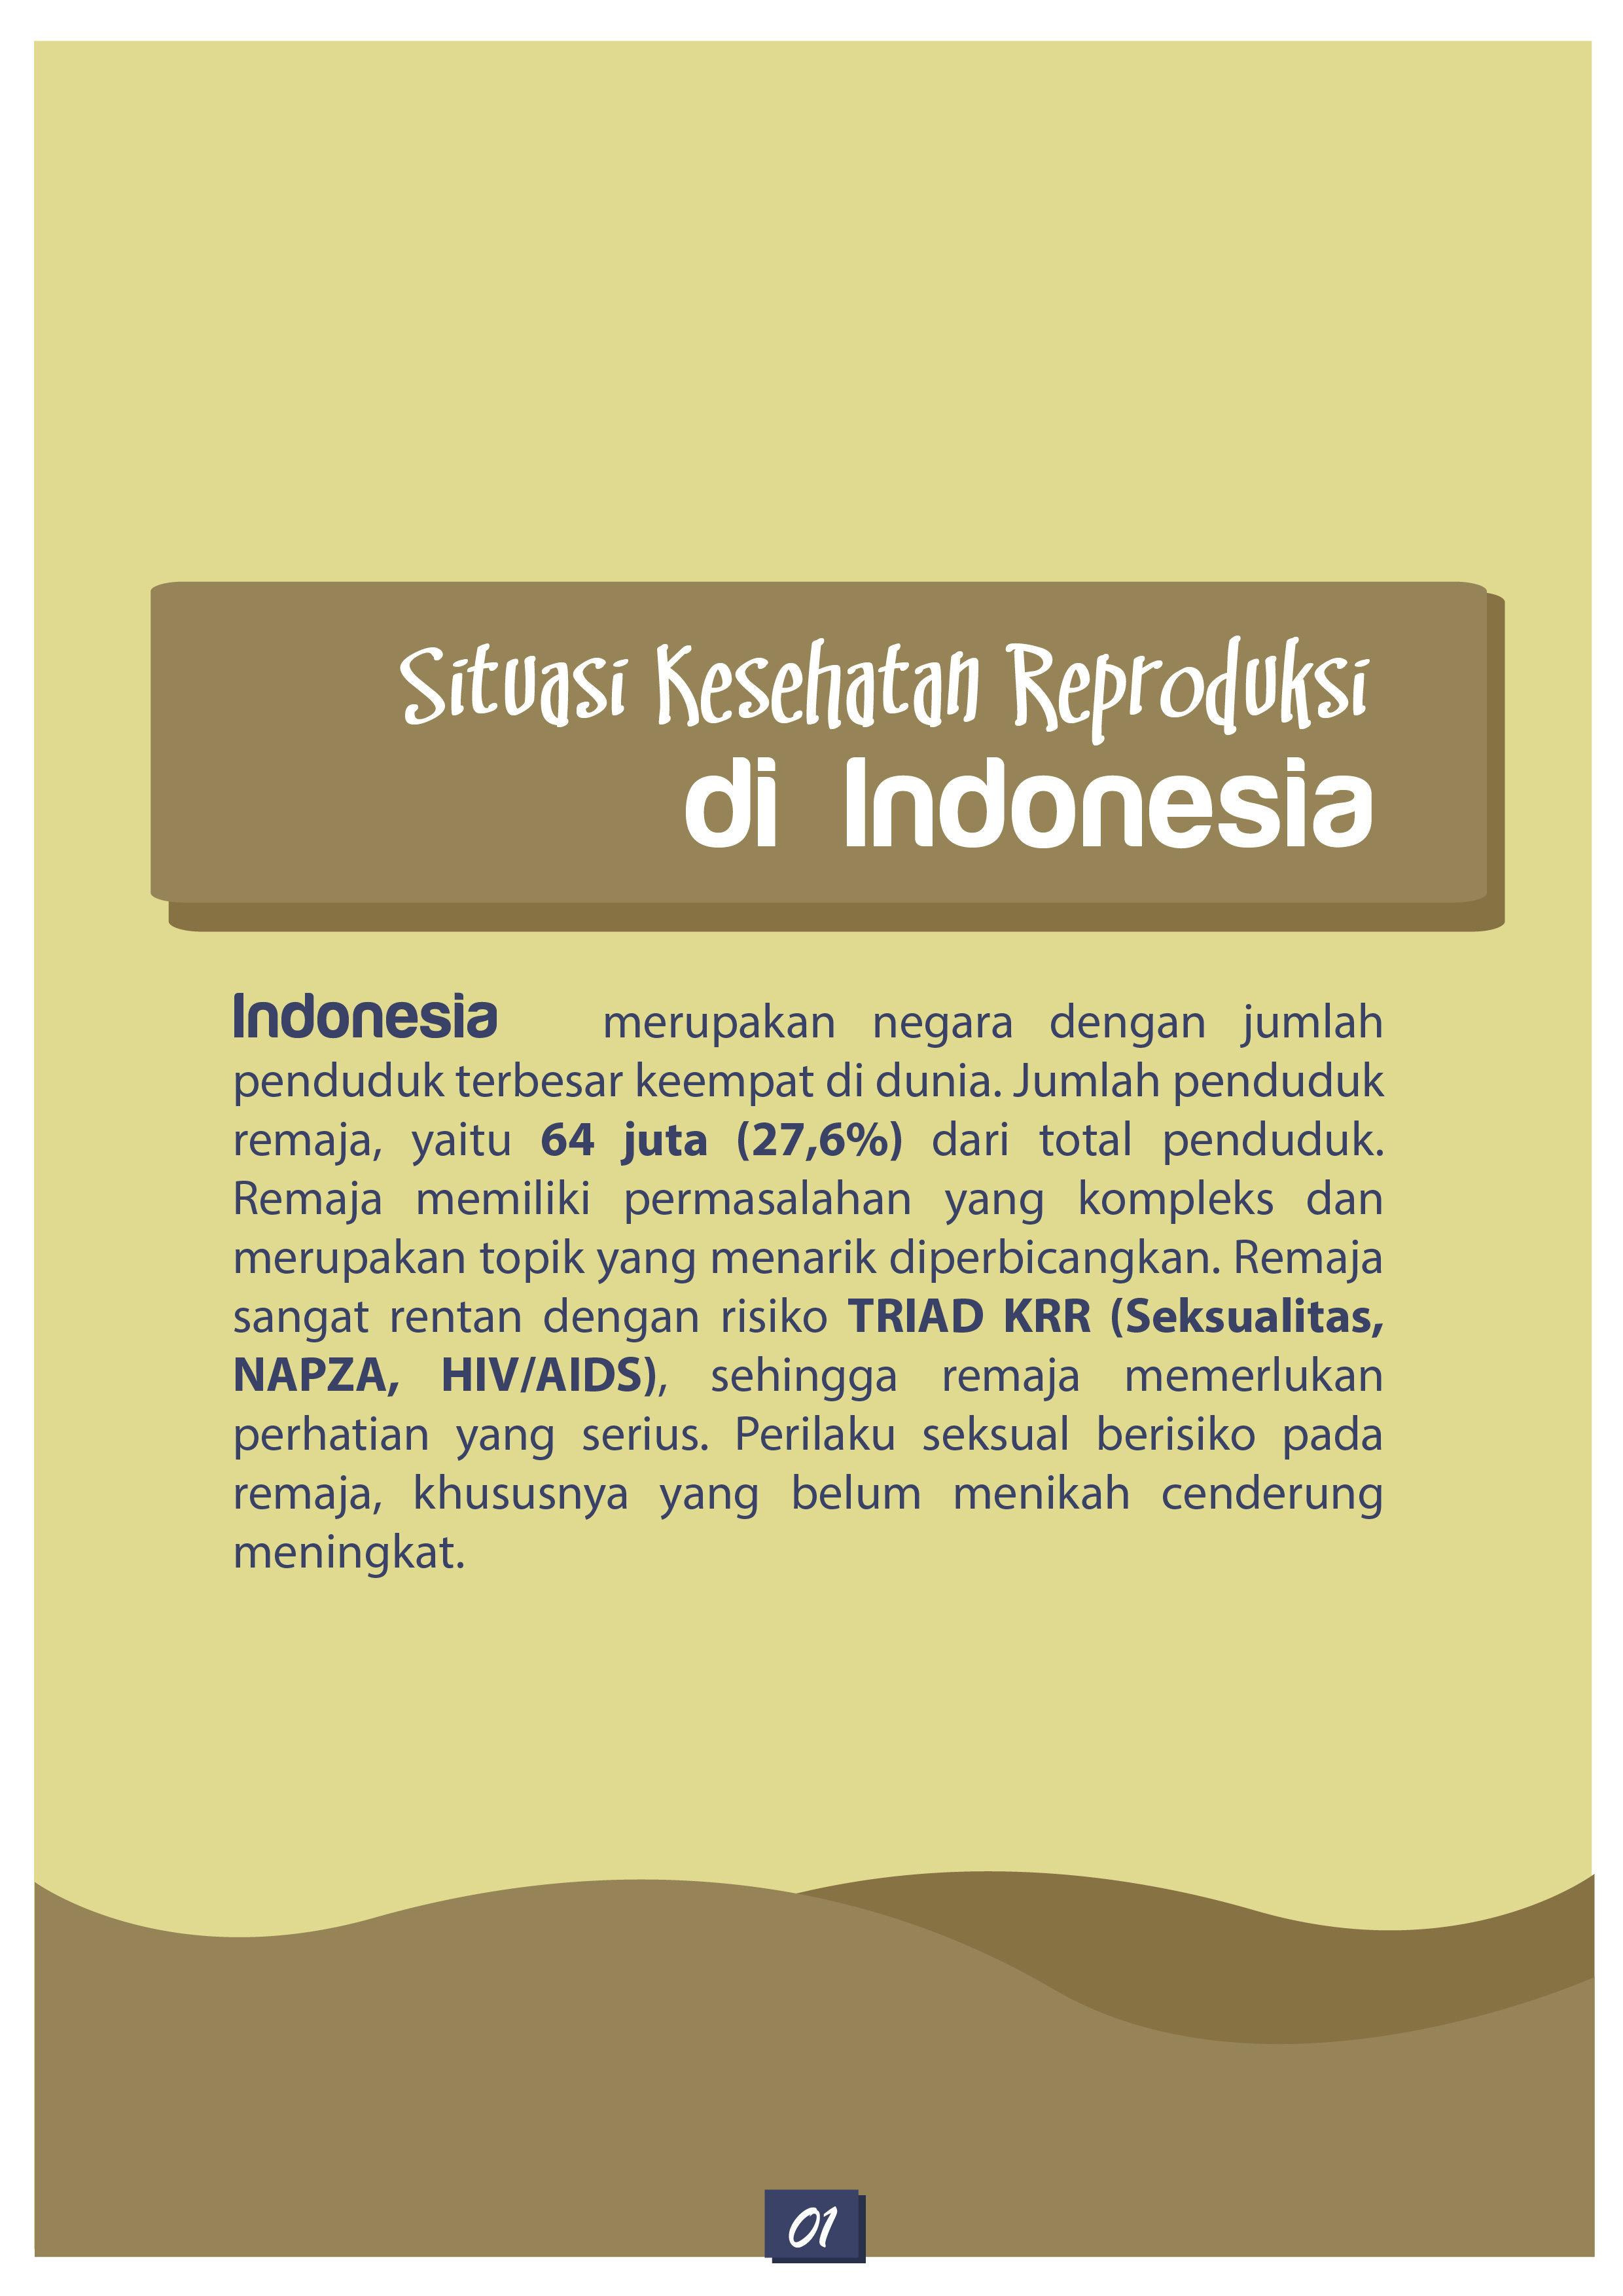 Situasi Kesehatan Reproduksi
di Indonesia
Indonesia merupakan negara dengan jumlah
penduduk terbesar keempat di dunia. Jumlah penduduk
remaja, yaitu 64 juta (27,6%) dari total penduduk.
Remaja memiliki permasalahan yang kompleks dan
merupakan topik yang menarik diperbicangkan. Remaja
sangat rentan dengan risiko TRIAD KRR (Seksualitas,
NAPZA, HIV/AIDS), sehingga remaja memerlukan
perhatian yang serius. Perilaku seksual berisiko pada
remaja, khususnya yang belum menikah cenderung
meningkat.
01